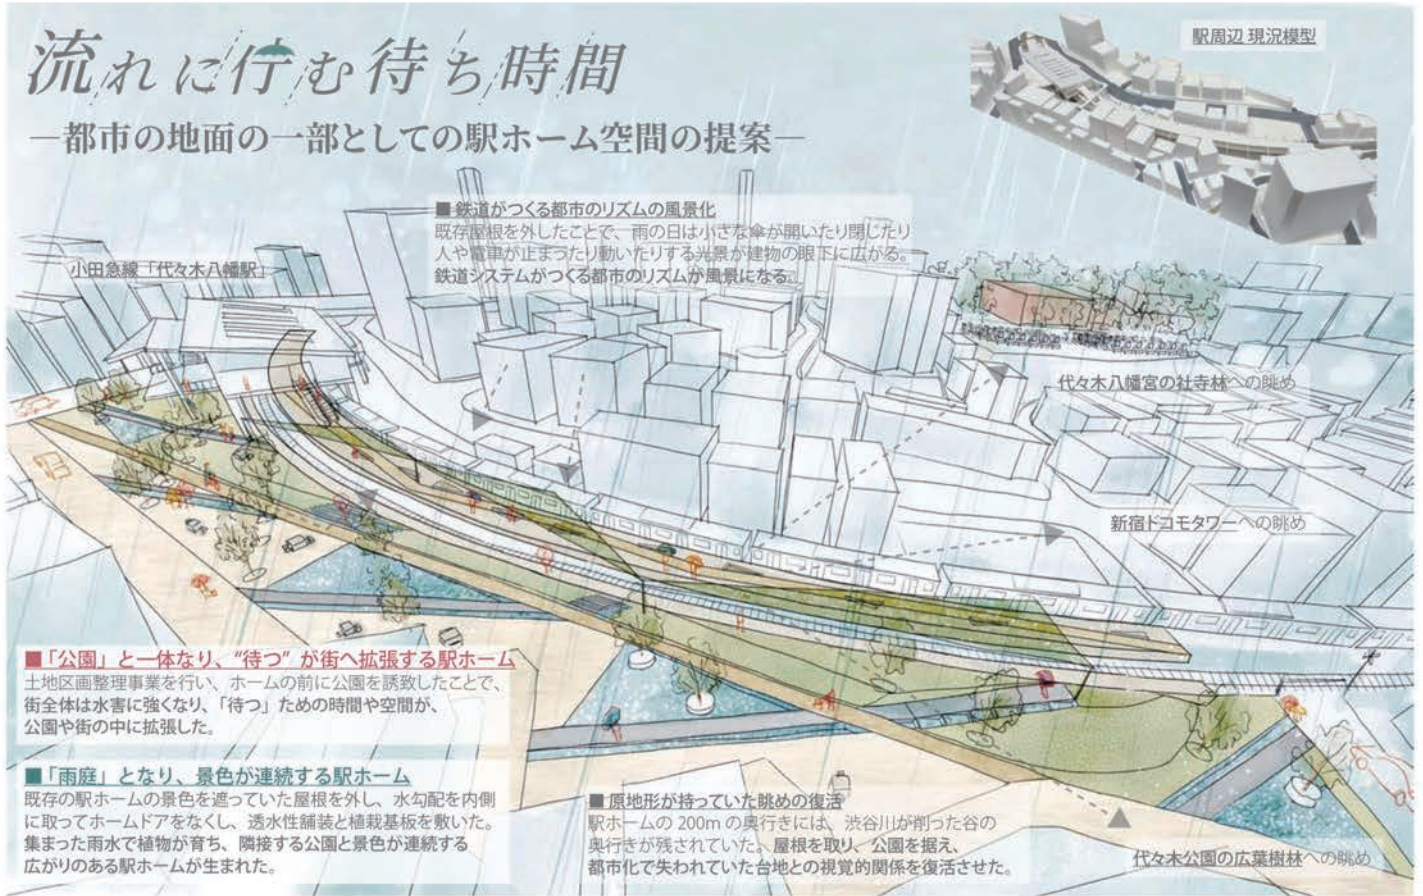 流れに佇む待ち時間
―都市の地面の一部としての駅ホーム空間の提案―
駅周辺 現況模型
■ 鉄道がつくる都市のリズムの風景化
既存屋根を外したことで、雨の日は小さな傘が開いたり閉じたり
人や電車が止まったり動いたりする光景が建物の眼下に広がる。
鉄道システムがつくる都市のリズムが風景になる。
小田急線「代々木八幡駅」
代々木八幡宮の社寺林への眺め
新宿ドコモタワーへの眺め
■「公園」と一体なり、“待つ” が街へ拡張する駅ホーム
土地区画整理事業を行い、ホームの前に公園を誘致したことで、
街全体は水害に強くなり、「待つ」ための時間や空間が、
公園や街の中に拡張した。
■「雨庭」となり、景色が連続する駅ホーム
既存の駅ホームの景色を遮っていた屋根を外し、水勾配を内側
に取ってホームドアをなくし、透水性舗装と植栽基板を敷いた。
集まった雨水で植物が育ち、隣接する公園と景色が連続する
広がりのある駅ホームが生まれた。
■ 原地形が持っていた眺めの復活
駅ホームの 200m の奥行きには、渋谷川が削った谷の
奥行きが残されていた。屋根を取り、公園を据え、
都市化で失われていた台地との視覚的関係を復活させた。
代々木公園の広葉樹林への眺め